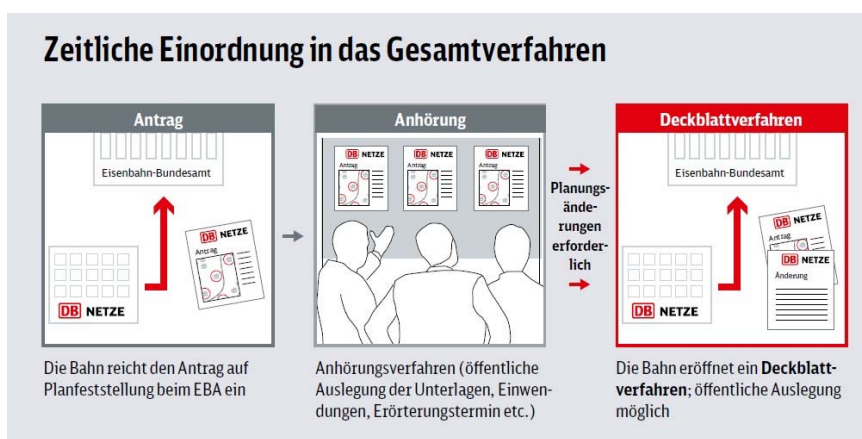 Zeitliche Einordnung in das Gesamtverfahren
Antrag
Eisenbahn-Bundesamt
DB NETZE
Antrag
DB NETZE
Die Bahn reicht den Antrag auf
Planfeststellung beim EBA ein
Anhörung
DB NETZE
Antrag
DB NETZE
Antrag
DB NETZE
Antrag
Anhörungsverfahren (öffentliche
Auslegung der Unterlagen, Einwen-
dungen, Erörterungstermin etc.)
Planungs-
ände-
rungen
erforder-
lich
Deckblattverfahren
Eisenbahn-Bundesamt
DB NETZE
Antrag
DB NETZE
Änderung
DB NETZE
Die Bahn eröffnet ein Deckblatt-
verfahren; öffentliche Auslegung
möglich